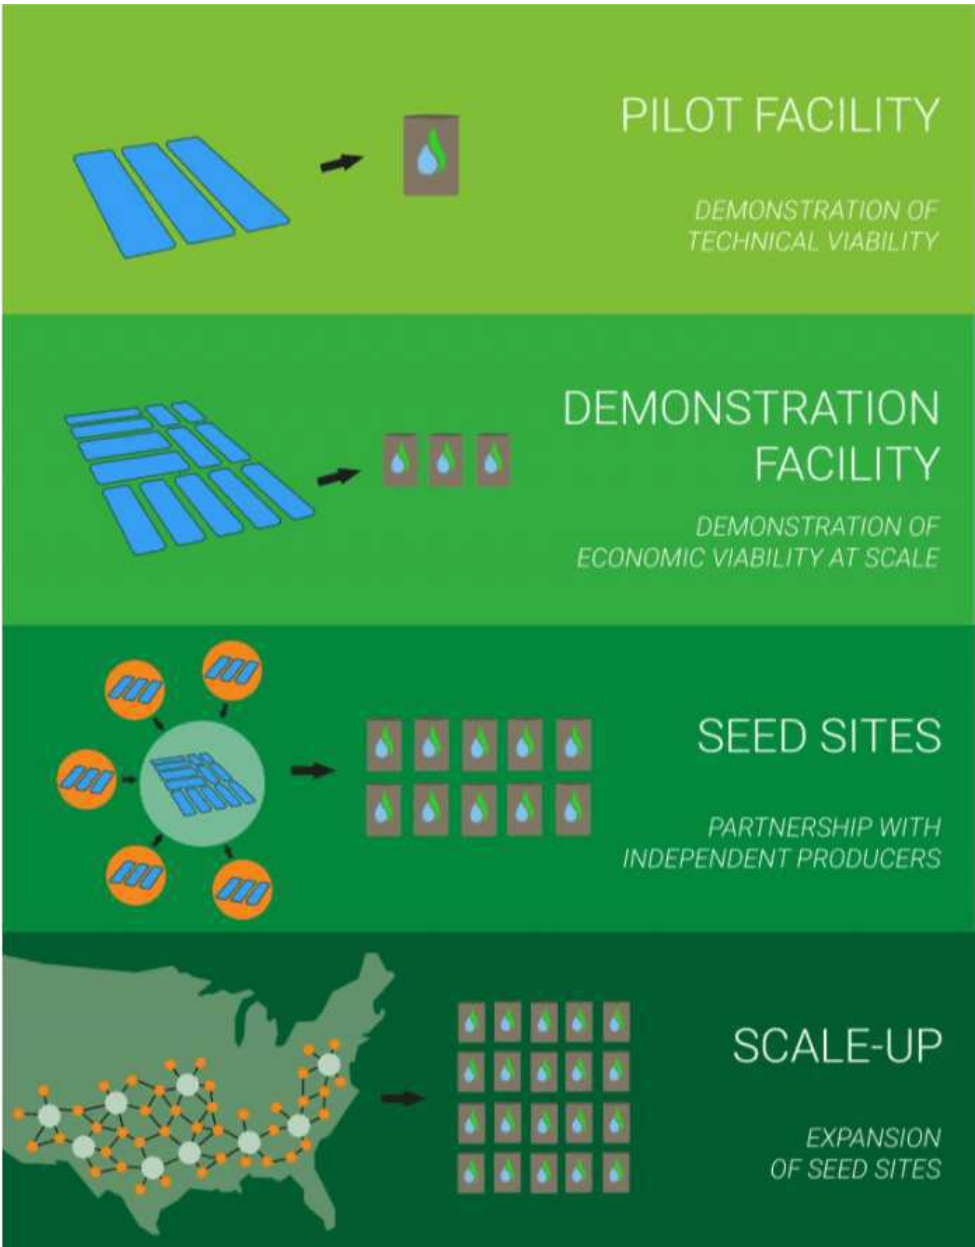 PILOT FACILITY
DEMONSTRATION OF
TECHNICAL VIABILITY
DEMONSTRATION
FACILITY
DEMONSTRATION OF
ECONOMIC VIABILITY AT SCALE
SEED SITES
PARTNERSHIP WITH
INDEPENDENT PRODUCERS
SCALE-UP
EXPANSION
OF SEED SITES